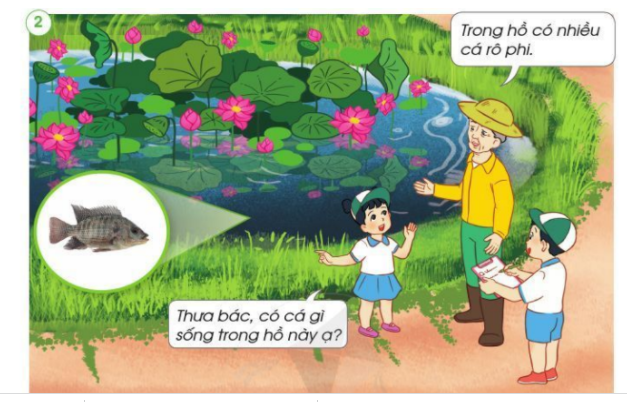 2
Trong hồ có nhiều
cá rô phi.
Thưa bác, có cá gì
sống trong hồ này ạ?